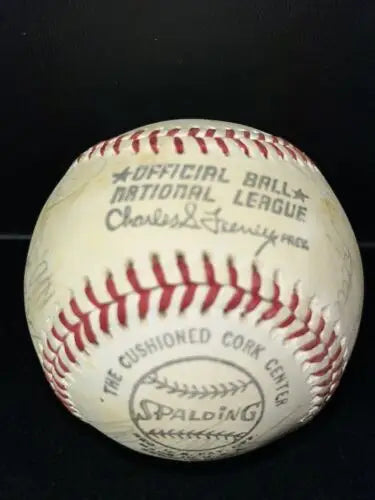 ★OFFICIAL BALL★
NATIONAL LEAGUE
Charles S. Feeney PRES.
THE CUSHIONED CORK CENTER
SPALDING